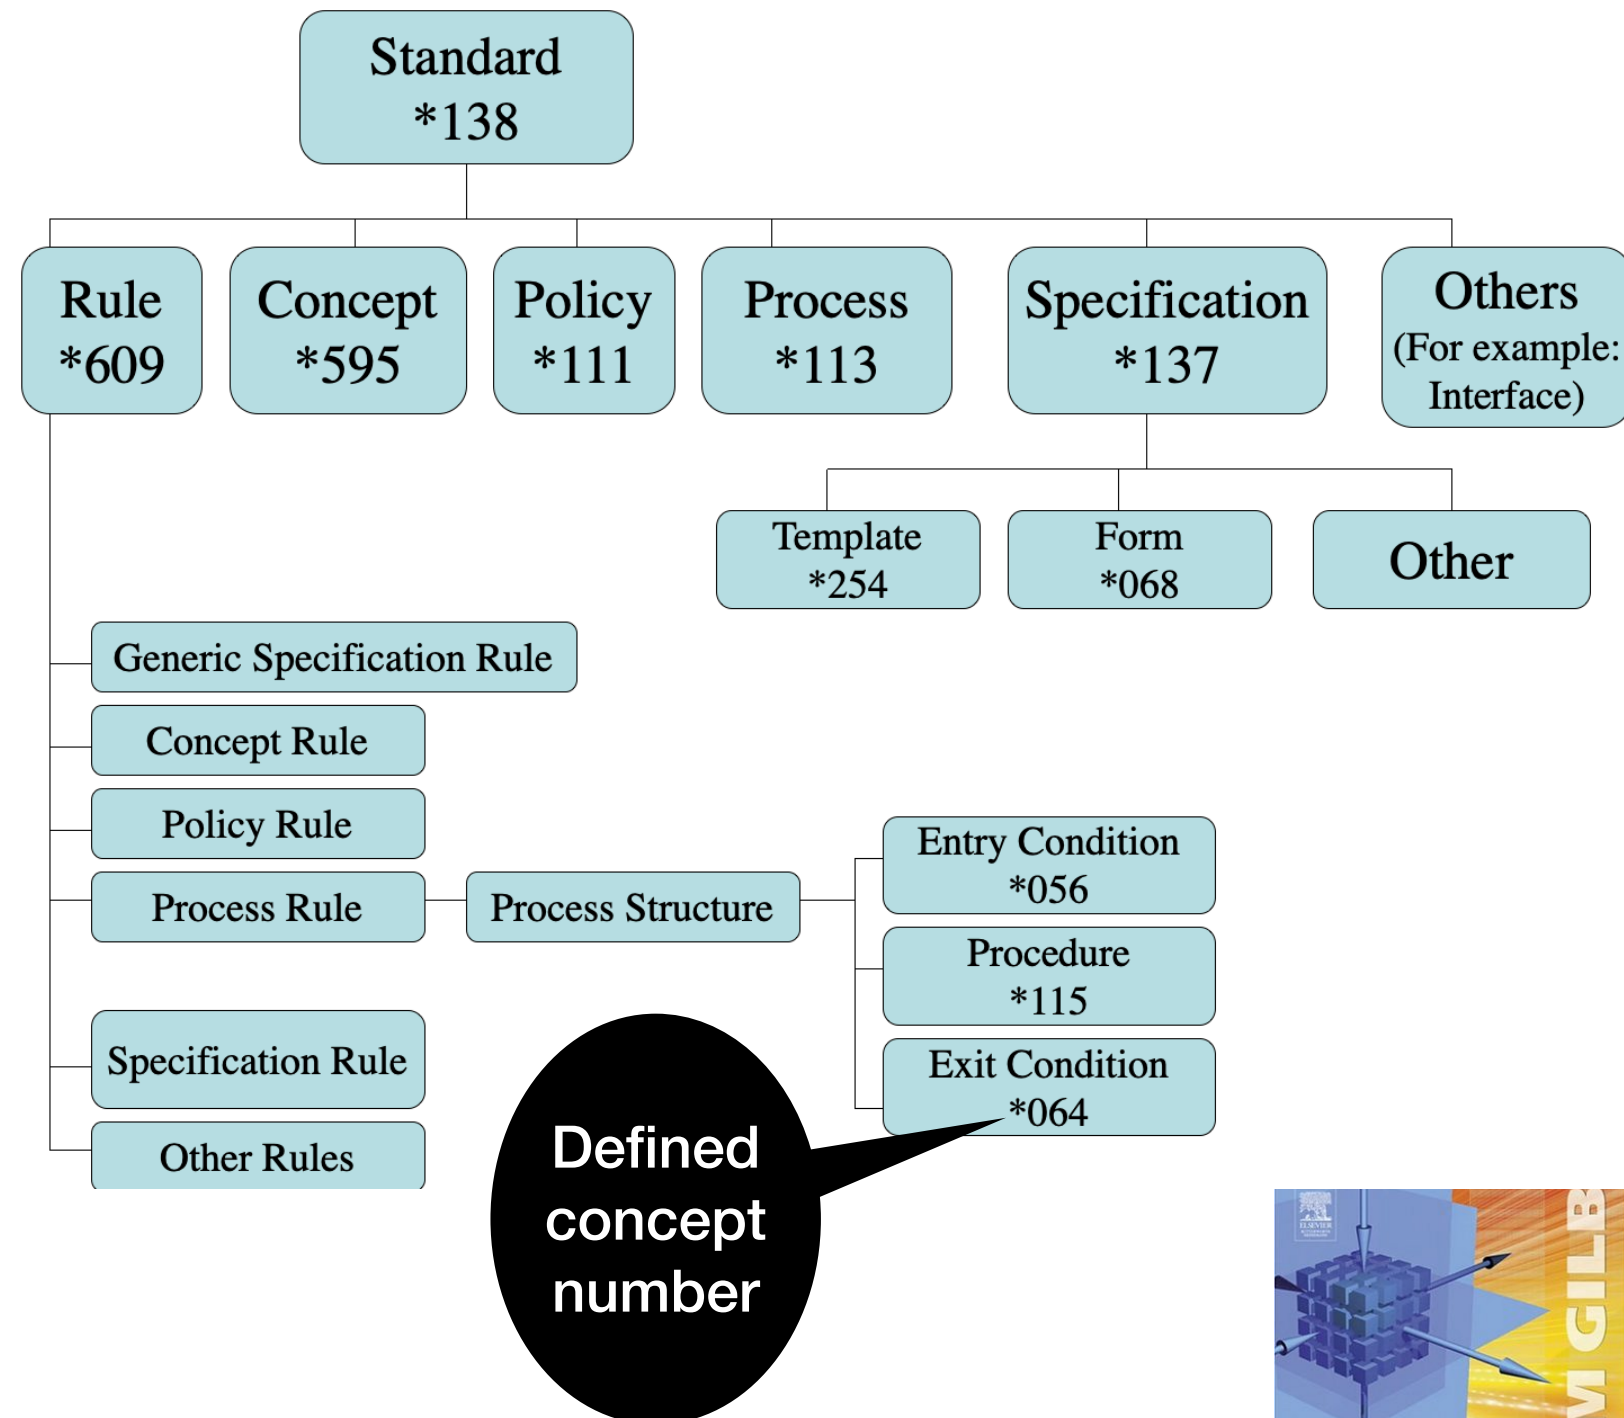 Standard
*138
Rule
*609
Concept
*595
Policy
*111
Process
*113
Specification
*137
Others
(For example:
Interface)
Template
*254
Form
*068
Other
Generic Specification Rule
Concept Rule
Policy Rule
Process Rule
Process Structure
Entry Condition
*056
Procedure
*115
Exit Condition
*064
Specification Rule
Other Rules
Defined
concept
number
ELSEVIER
M GILB